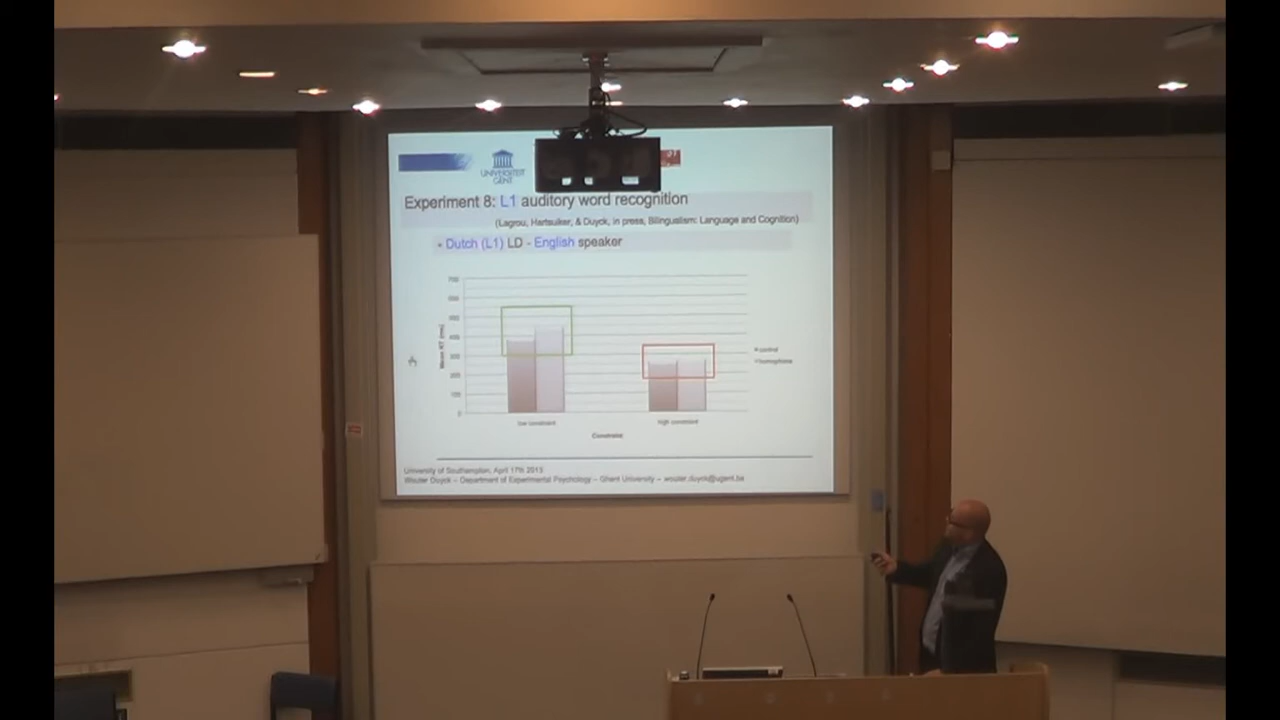 UNIVERSITEIT
GENT
Experiment 8: L1 auditory word recognition
(Lagrou, Hartsuiker, & Duyck, in press, Bilingualism: Language and Cognition)
- Dutch (L1) LD - English speaker
700
600
500
400
300
200
100
0
Mean RT (ms)
control
homophone
low constraint
high constraint
Constraint
University of Southampton, April 17th 2013
Wouter Duyck – Department of Experimental Psychology – Ghent University – wouter.duyck@ugent.be